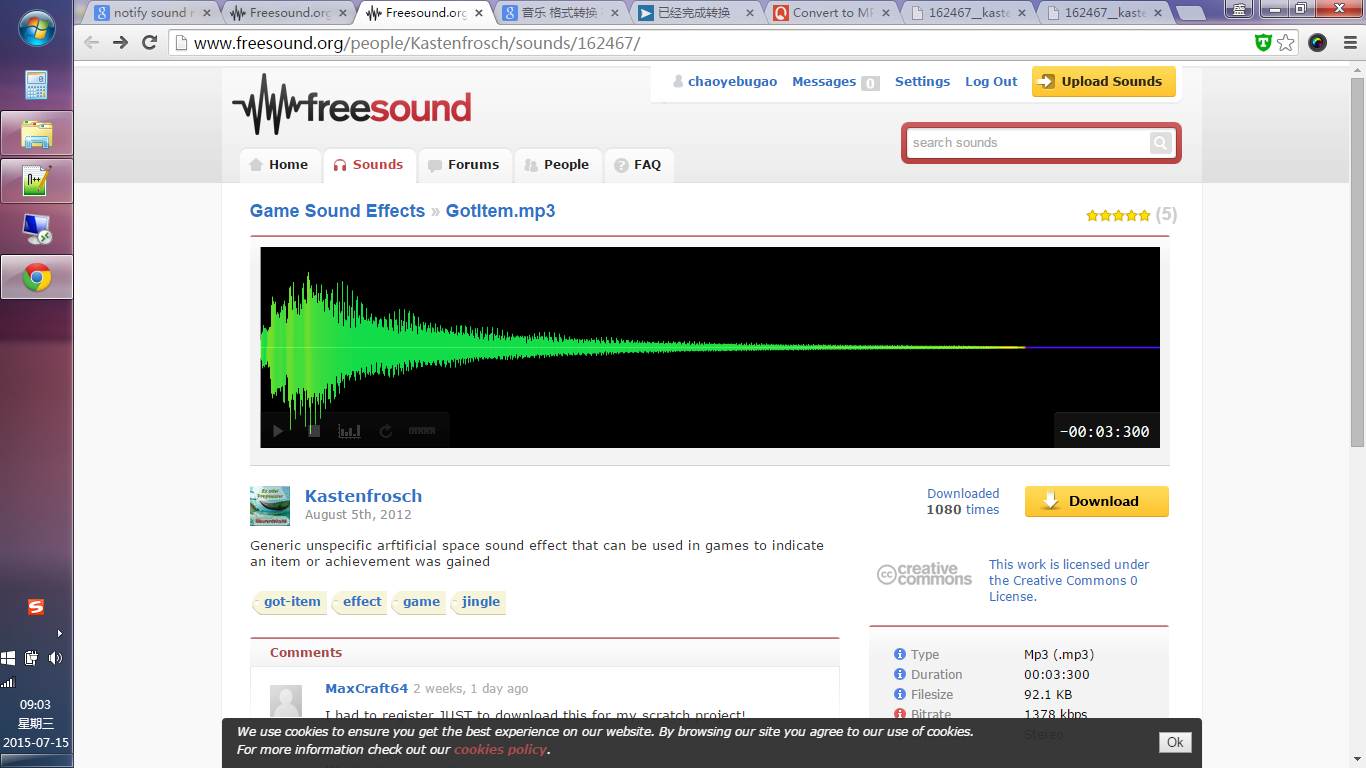 notify sound r
Freesound.org
Freesound.org
音乐 格式转换
已经完成转换
Convert to MP
162467__kaste
162467__kaste
盛
www.freesound.org/people/Kastenfrosch/sounds/162467/
chaoyebugao
Messages 0
Settings
Log Out
Upload Sounds
freesound
search sounds
Home
Sounds
Forums
People
FAQ
Game Sound Effects » GotItem.mp3
(5)
-00:03:300
Kastenfrosch
August 5th, 2012
Downloaded
1080 times
Download
Generic unspecific arftificial space sound effect that can be used in games to indicate
an item or achievement was gained
creative
commons
This work is licensed under
the Creative Commons 0
License.
got-item
effect
game
jingle
Comments
MaxCraft64 2 weeks, 1 day ago
I had to register JUST to download this for my scratch project!
Type Mp3 (.mp3)
Duration 00:03:300
Filesize 92.1 KB
Bitrate 1378 kbps
Stereo
We use cookies to ensure you get the best experience on our website. By browsing our site you agree to our use of cookies.
For more information check out our cookies policy.
Ok
09:03
星期三
2015-07-15